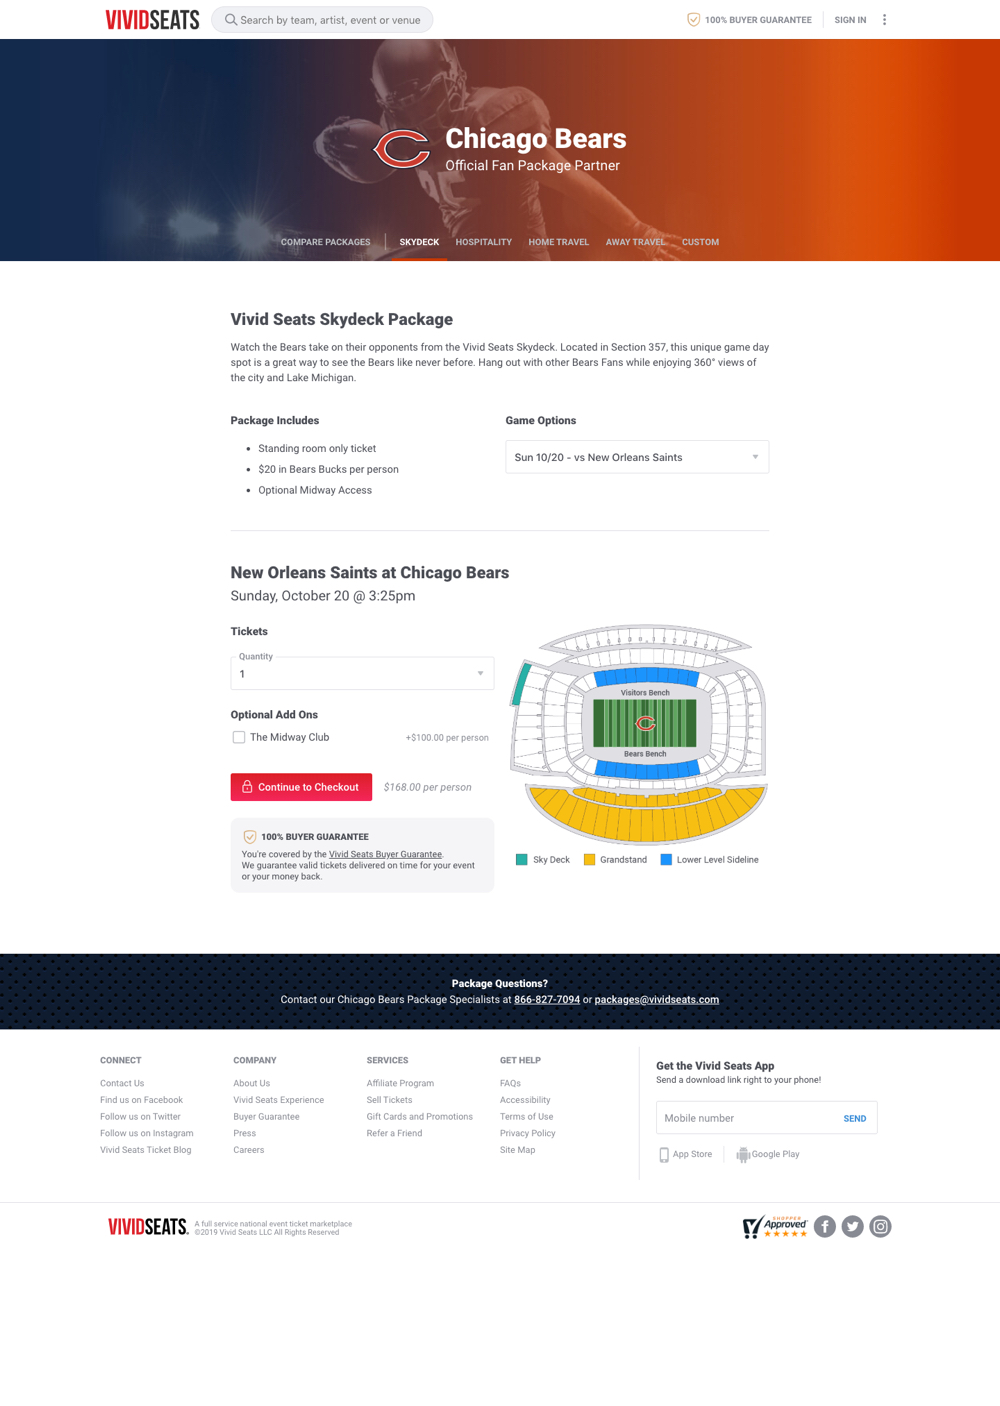 VIVIDSEATS
Search by team, artist, event or venue
100% BUYER GUARANTEE
SIGN IN
Chicago Bears
Official Fan Package Partner
COMPARE PACKAGES
SKYDECK
HOSPITALITY
HOME TRAVEL
AWAY TRAVEL
CUSTOM
Vivid Seats Skydeck Package
Watch the Bears take on their opponents from the Vivid Seats Skydeck. Located in Section 357, this unique game day
spot is a great way to see the Bears like never before. Hang out with other Bears Fans while enjoying 360° views of
the city and Lake Michigan.
Package Includes
• Standing room only ticket
• $20 in Bears Bucks per person
• Optional Midway Access
Game Options
Sun 10/20 - vs New Orleans Saints
New Orleans Saints at Chicago Bears
Sunday, October 20 @ 3:25pm
Tickets
Quantity
1
Optional Add Ons
The Midway Club
+$100.00 per person
Continue to Checkout
$168.00 per person
100% BUYER GUARANTEE
You're covered by the Vivid Seats Buyer Guarantee.
We guarantee valid tickets delivered on time for your event
or your money back.
Visitors Bench
Bears Bench
Sky Deck
Grandstand
Lower Level Sideline
Package Questions?
Contact our Chicago Bears Package Specialists at 866-827-7094 or packages@vividseats.com
CONNECT
Contact Us
Find us on Facebook
Follow us on Twitter
Follow us on Instagram
Vivid Seats Ticket Blog
COMPANY
About Us
Vivid Seats Experience
Buyer Guarantee
Press
Careers
SERVICES
Affiliate Program
Sell Tickets
Gift Cards and Promotions
Refer a Friend
GET HELP
FAQs
Accessibility
Terms of Use
Privacy Policy
Site Map
Get the Vivid Seats App
Send a download link right to your phone!
Mobile number
SEND
App Store
Google Play
VIVIDSEATS.
A full service national event ticket marketplace
©2019 Vivid Seats LLC All Rights Reserved
SHOPPER
Approved